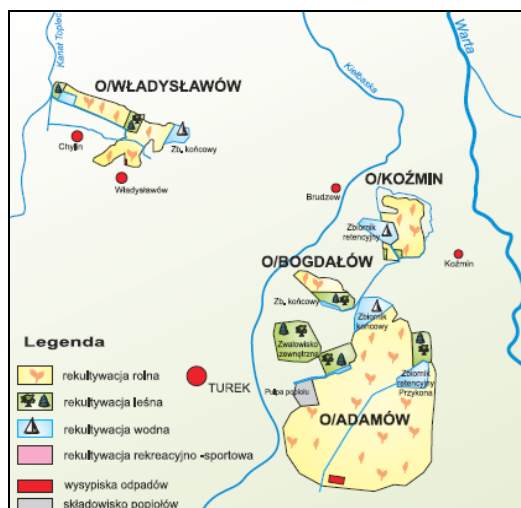 Kanał Topiec
O/WŁADYSŁAWÓW
Chylin
Zb. końcowy
Władysławów
Kiełbaska
Warta
O/KOŹMIN
Brudzew
Zbiornik
retencyjny
Koźmin
O/BOGDAŁÓW
Zb. końcowy
Zbiornik
końcowy
Zwałowisko
zewnętrzne
Zbiornik
retencyjny
Przykona
Pulpa popiołu
O/ADAMÓW
TUREK
Legenda
rekultywacja rolna
rekultywacja leśna
rekultywacja wodna
rekultywacja rekreacyjno -sportowa
wysypiska odpadów
składowisko popiołów